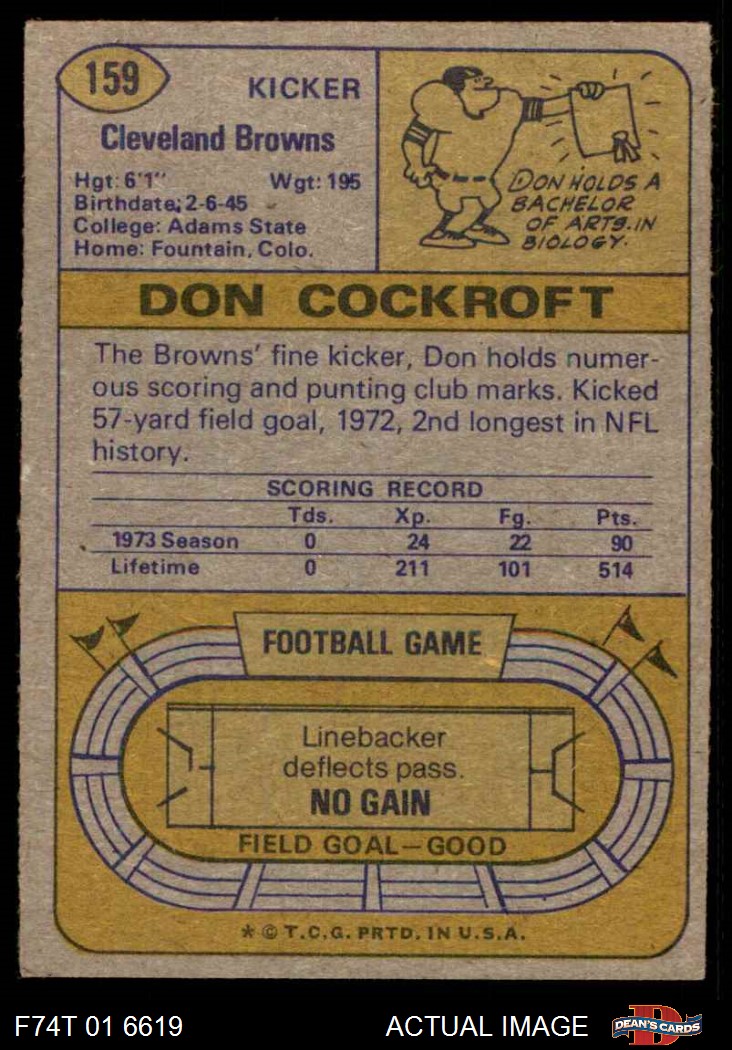 159
KICKER
Cleveland Browns
Hgt: 6'1" Wgt: 195
Birthdate: 2-6-45
College: Adams State
Home: Fountain, Colo.
DON HOLDS A
BACHELOR
OF ARTS IN
BIOLOGY.
DON COCKROFT
The Browns' fine kicker, Don holds numer-
ous scoring and punting club marks. Kicked
57-yard field goal, 1972, 2nd longest in NFL
history.
SCORING RECORD
Tds. Xp. Fg. Pts.
1973 Season 0 24 22 90
Lifetime 0 211 101 514
FOOTBALL GAME
Linebacker
deflects pass.
NO GAIN
FIELD GOAL—GOOD
* © T.C.G. PRTD. IN U.S.A.
F74T 01 6619 ACTUAL IMAGE D DEAN'S CARDS